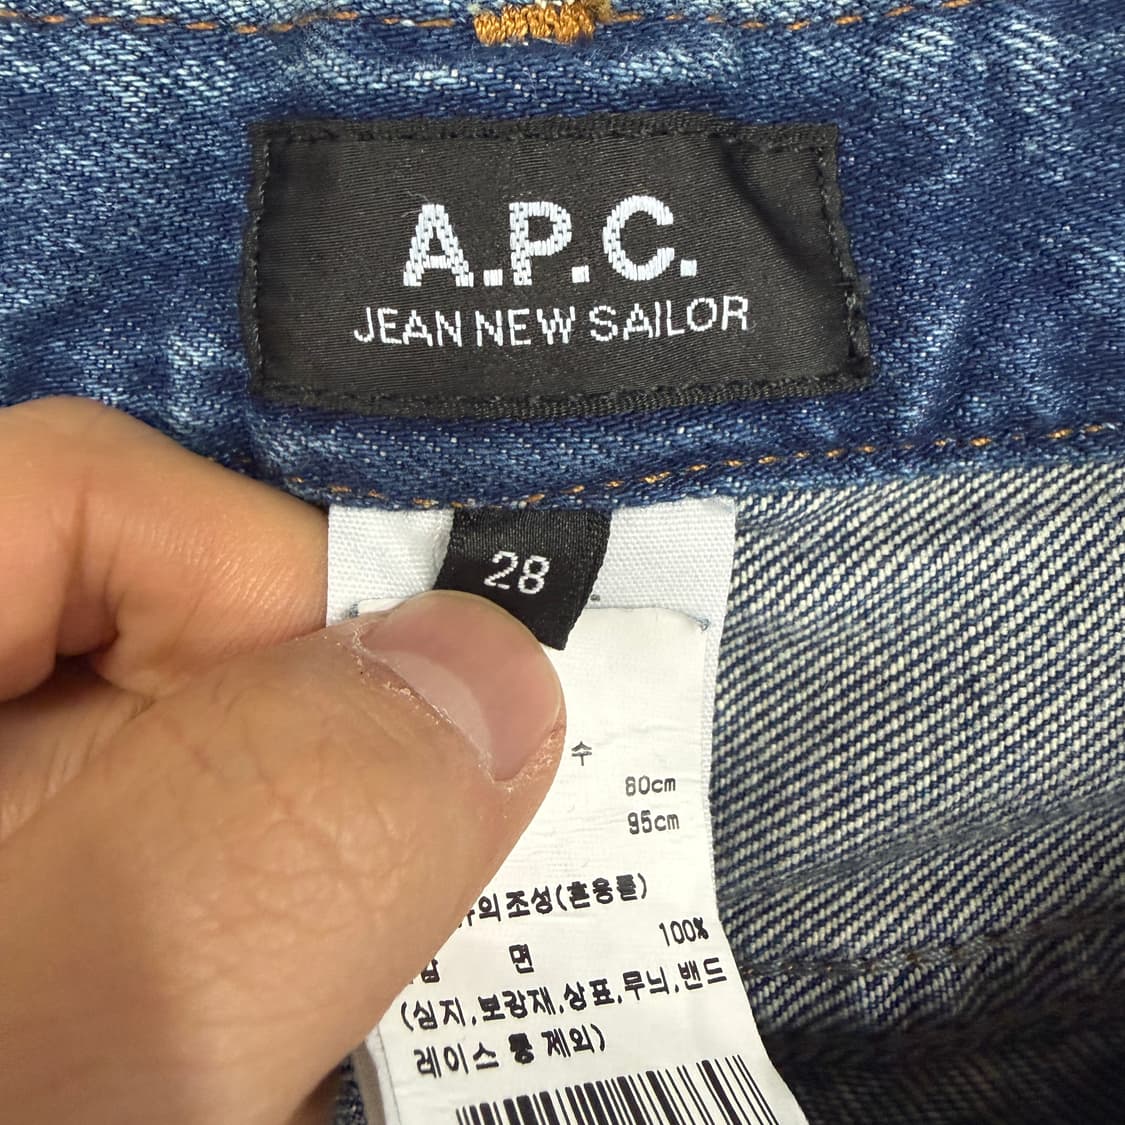 A.P.C.
JEAN NEW SAILOR
28
수
80cm
95cm
의 조성(혼용률)
면 100%
(심지,보강재,상표,무늬,밴드
레이스 등 제외)